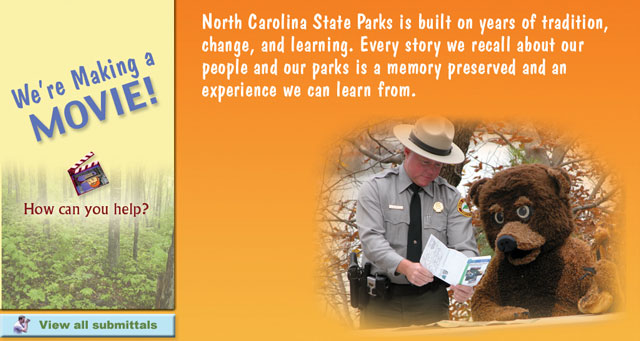 We're Making a
MOVIE!
How can you help?
View all submittals
North Carolina State Parks is built on years of tradition,
change, and learning. Every story we recall about our
people and our parks is a memory preserved and an
experience we can learn from.